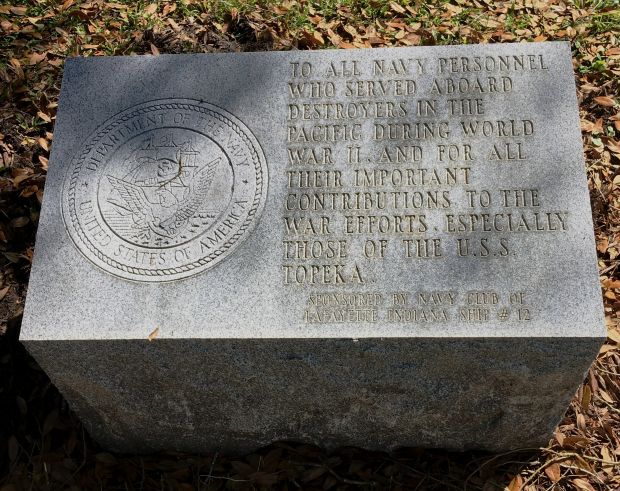 DEPARTMENT OF THE NAVY
UNITED STATES OF AMERICA
TO ALL NAVY PERSONNEL
WHO SERVED ABOARD
DESTROYERS IN THE
PACIFIC DURING WORLD
WAR II. AND FOR ALL
THEIR IMPORTANT
CONTRIBUTIONS TO THE
WAR EFFORTS. ESPECIALLY
THOSE OF THE U.S.S.
TOPEKA.
SPONSORED BY NAVY CLUB OF
LAFAYETTE INDIANA SHIP # 12